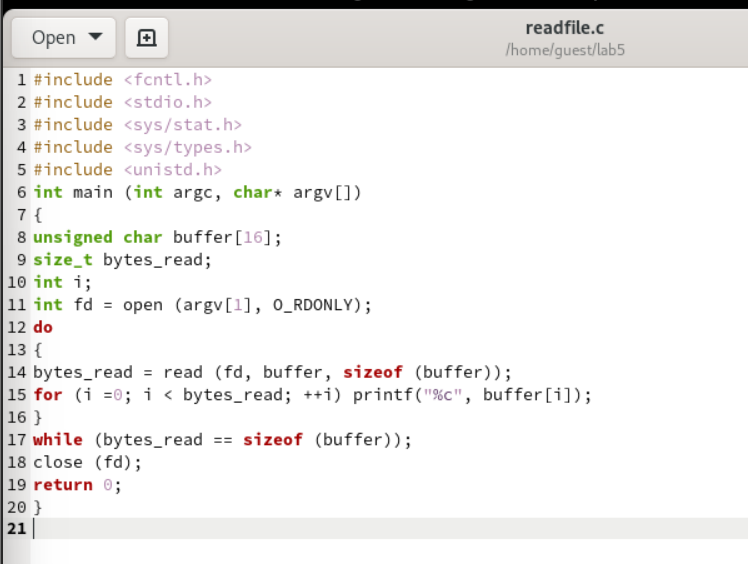 Open
readfile.c
/home/guest/lab5
1 #include <fcntl.h>
2 #include <stdio.h>
3 #include <sys/stat.h>
4 #include <sys/types.h>
5 #include <unistd.h>
6 int main (int argc, char* argv[])
7 {
8 unsigned char buffer[16];
9 size_t bytes_read;
10 int i;
11 int fd = open (argv[1], O_RDONLY);
12 do
13 {
14 bytes_read = read (fd, buffer, sizeof (buffer));
15 for (i =0; i < bytes_read; ++i) printf("%c", buffer[i]);
16 }
17 while (bytes_read == sizeof (buffer));
18 close (fd);
19 return 0;
20 }
21